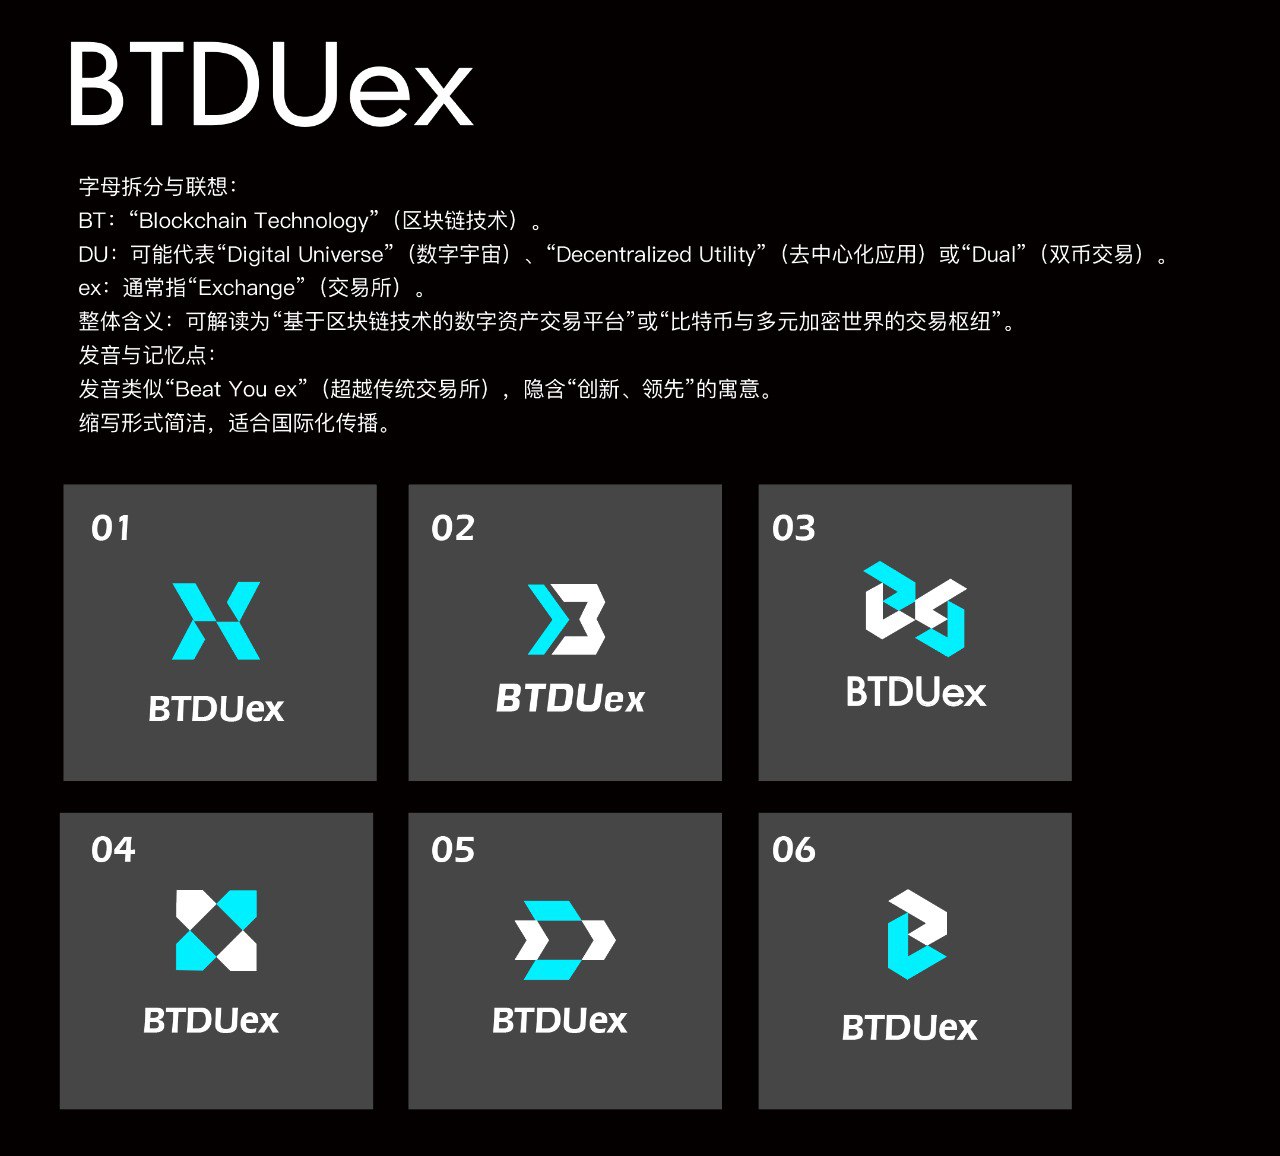 BTDUex
字母拆分与联想：
BT：“Blockchain Technology”（区块链技术）。
DU：可能代表“Digital Universe”（数字宇宙）、“Decentralized Utility”（去中心化应用）或“Dual”（双币交易）。
ex：通常指“Exchange”（交易所）。
整体含义：可解读为“基于区块链技术的数字资产交易平台”或“比特币与多元加密世界的交易枢纽”。
发音与记忆点：
发音类似“Beat You ex”（超越传统交易所），隐含“创新、领先”的寓意。
缩写形式简洁，适合国际化传播。
01
BTDUex
02
BTDUex
03
BTDUex
04
BTDUex
05
BTDUex
06
BTDUex